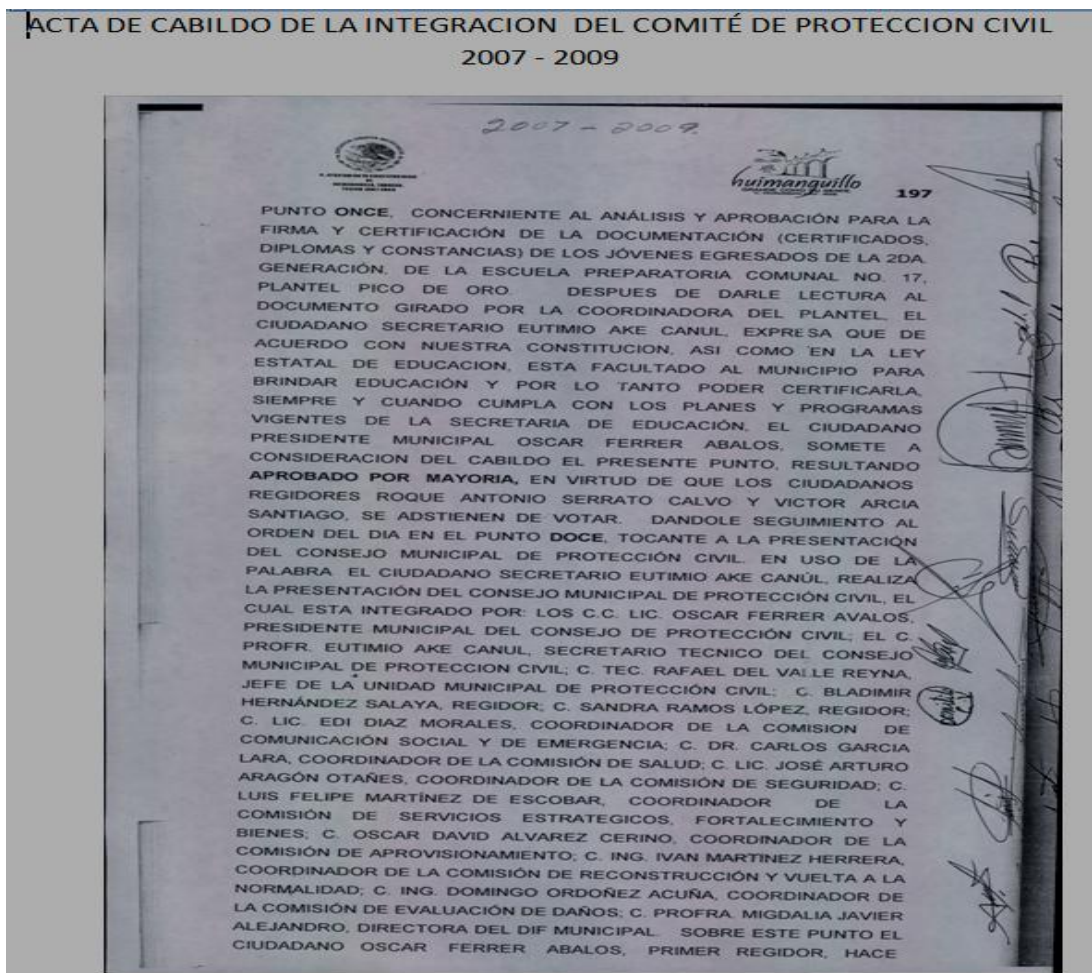 ACTA DE CABILDO DE LA INTEGRACION DEL COMITÉ DE PROTECCION CIVIL
2007 - 2009
2007 - 2009.
huimanguillo
197
PUNTO ONCE, CONCERNIENTE AL ANÁLISIS Y APROBACIÓN PARA LA
FIRMA Y CERTIFICACIÓN DE LA DOCUMENTACIÓN (CERTIFICADOS,
DIPLOMAS Y CONSTANCIAS) DE LOS JÓVENES EGRESADOS DE LA 2DA.
GENERACIÓN, DE LA ESCUELA PREPARATORIA COMUNAL NO. 17,
PLANTEL PICO DE ORO. DESPUES DE DARLE LECTURA AL
DOCUMENTO GIRADO POR LA COORDINADORA DEL PLANTEL, EL
CIUDADANO SECRETARIO EUTIMIO AKE CANUL, EXPRESA QUE DE
ACUERDO CON NUESTRA CONSTITUCION, ASI COMO EN LA LEY
ESTATAL DE EDUCACION, ESTA FACULTADO AL MUNICIPIO PARA
BRINDAR EDUCACIÓN Y POR LO TANTO PODER CERTIFICARLA,
SIEMPRE Y CUANDO CUMPLA CON LOS PLANES Y PROGRAMAS
VIGENTES DE LA SECRETARIA DE EDUCACIÓN, EL CIUDADANO
PRESIDENTE MUNICIPAL OSCAR FERRER ABALOS, SOMETE A
CONSIDERACION DEL CABILDO EL PRESENTE PUNTO, RESULTANDO
APROBADO POR MAYORIA, EN VIRTUD DE QUE LOS CIUDADANOS
REGIDORES ROQUE ANTONIO SERRATO CALVO Y VICTOR ARCIA
SANTIAGO, SE ADSTIENEN DE VOTAR. DANDOLE SEGUIMIENTO AL
ORDEN DEL DIA EN EL PUNTO DOCE, TOCANTE A LA PRESENTACIÓN
DEL CONSEJO MUNICIPAL DE PROTECCIÓN CIVIL. EN USO DE LA
PALABRA EL CIUDADANO SECRETARIO EUTIMIO AKE CANÚL, REALIZA
LA PRESENTACIÓN DEL CONSEJO MUNICIPAL DE PROTECCIÓN CIVIL, EL
CUAL ESTA INTEGRADO POR: LOS C.C. LIC. OSCAR FERRER AVALOS,
PRESIDENTE MUNICIPAL DEL CONSEJO DE PROTECCIÓN CIVIL; EL C.
PROFR. EUTIMIO AKE CANUL, SECRETARIO TECNICO DEL CONSEJO
MUNICIPAL DE PROTECCION CIVIL; C. TEC. RAFAEL DEL VALLE REYNA,
JEFE DE LA UNIDAD MUNICIPAL DE PROTECCIÓN CIVIL; C. BLADIMIR
HERNÁNDEZ SALAYA, REGIDOR; C. SANDRA RAMOS LÓPEZ, REGIDOR;
C. LIC. EDI DIAZ MORALES, COORDINADOR DE LA COMISION DE
COMUNICACIÓN SOCIAL Y DE EMERGENCIA; C. DR. CARLOS GARCIA
LARA, COORDINADOR DE LA COMISIÓN DE SALUD; C. LIC. JOSÉ ARTURO
ARAGÓN OTAÑES, COORDINADOR DE LA COMISIÓN DE SEGURIDAD; C.
LUIS FELIPE MARTÍNEZ DE ESCOBAR, COORDINADOR DE LA
COMISIÓN DE SERVICIOS ESTRATEGICOS, FORTALECIMIENTO Y
BIENES; C. OSCAR DAVID ALVAREZ CERINO, COORDINADOR DE LA
COMISIÓN DE APROVISIONAMIENTO; C. ING. IVAN MARTINEZ HERRERA,
COORDINADOR DE LA COMISIÓN DE RECONSTRUCCIÓN Y VUELTA A LA
NORMALIDAD; C. ING. DOMINGO ORDOÑEZ ACUÑA, COORDINADOR DE
LA COMISIÓN DE EVALUACIÓN DE DAÑOS; C. PROFRA. MIGDALIA JAVIER
ALEJANDRO, DIRECTORA DEL DIF MUNICIPAL. SOBRE ESTE PUNTO EL
CIUDADANO OSCAR FERRER ABALOS, PRIMER REGIDOR, HACE